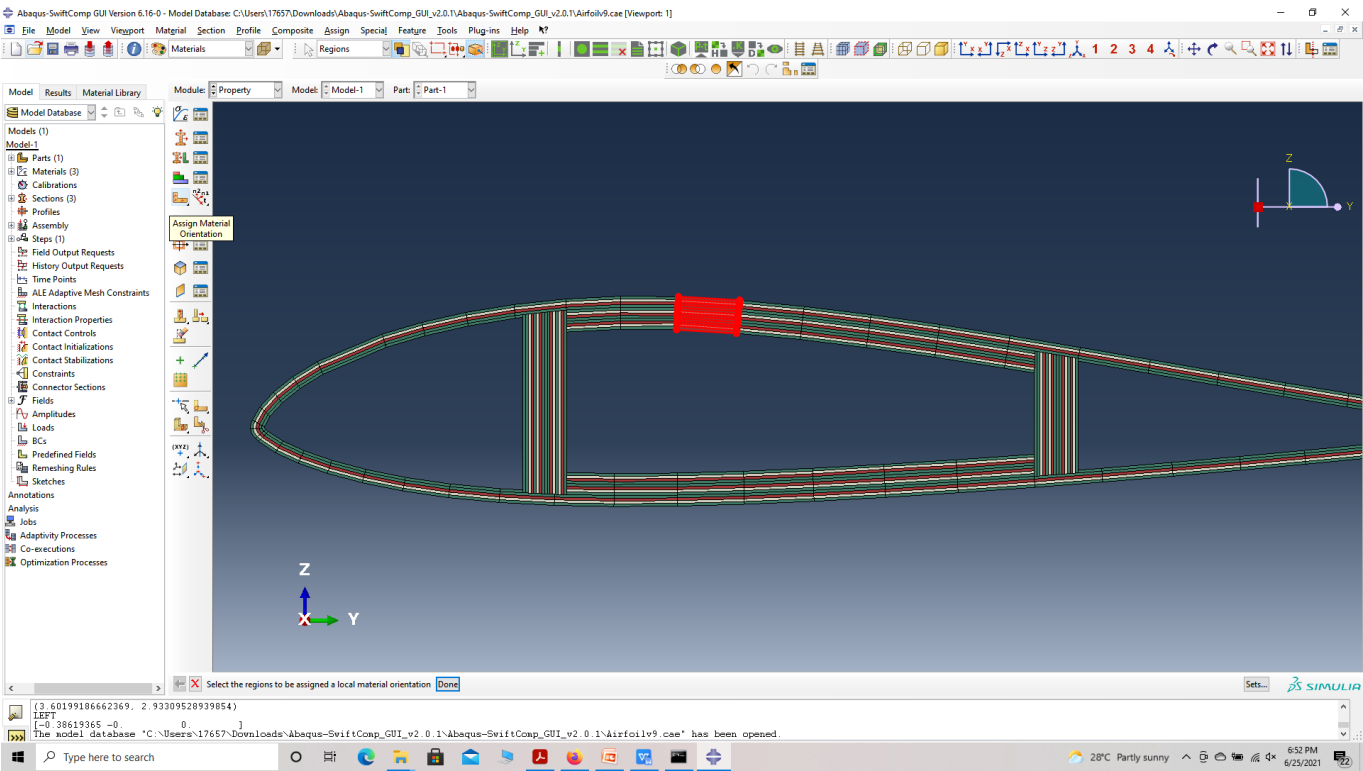 Abaqus-SwiftComp GUI Version 6.16-9 - Model Database: C:\Users\17657\Downloads\Abaqus-SwiftComp_GUI_v2.0.1\Abaqus-SwiftComp_GUI_v2.0.1\Airfoilv9.cae [Viewport: 1]
File Model View Viewport Material Section Profile Composite Assign Special Feature Tools Plug-ins Help
Materials Regions 1 2 3 4
Model Results Material Library Module: Property Model: Model-1 Part: Part-1
Model Database
Models (1)
Model-1
Parts (1)
Materials (3)
Calibrations
Sections (3)
Profiles
Assembly
Steps (1)
Field Output Requests
History Output Requests
Time Points
ALE Adaptive Mesh Constraints
Interactions
Interaction Properties
Contact Controls
Contact Initializations
Contact Stabilizations
Constraints
Connector Sections
Fields
Amplitudes
Loads
BCs
Predefined Fields
Remeshing Rules
Sketches
Annotations
Analysis
Jobs
Adaptivity Processes
Co-executions
Optimization Processes
Assign Material
Orientation
(XYZ)
Z
Y
X
Z
X Y
Select the regions to be assigned a local material orientation Done Sets... SIMULIA
(3.60199186662369, 2.93309528939854)
LEFT
[-0.38619365 -0. 0. ]
The model database "C:\Users\17657\Downloads\Abaqus-SwiftComp_GUI_v2.0.1\Abaqus-SwiftComp_GUI_v2.0.1\Airfoilv9.cae" has been opened.
>>>
Type here to search
28°C Partly sunny
6:52 PM
6/25/2021
22